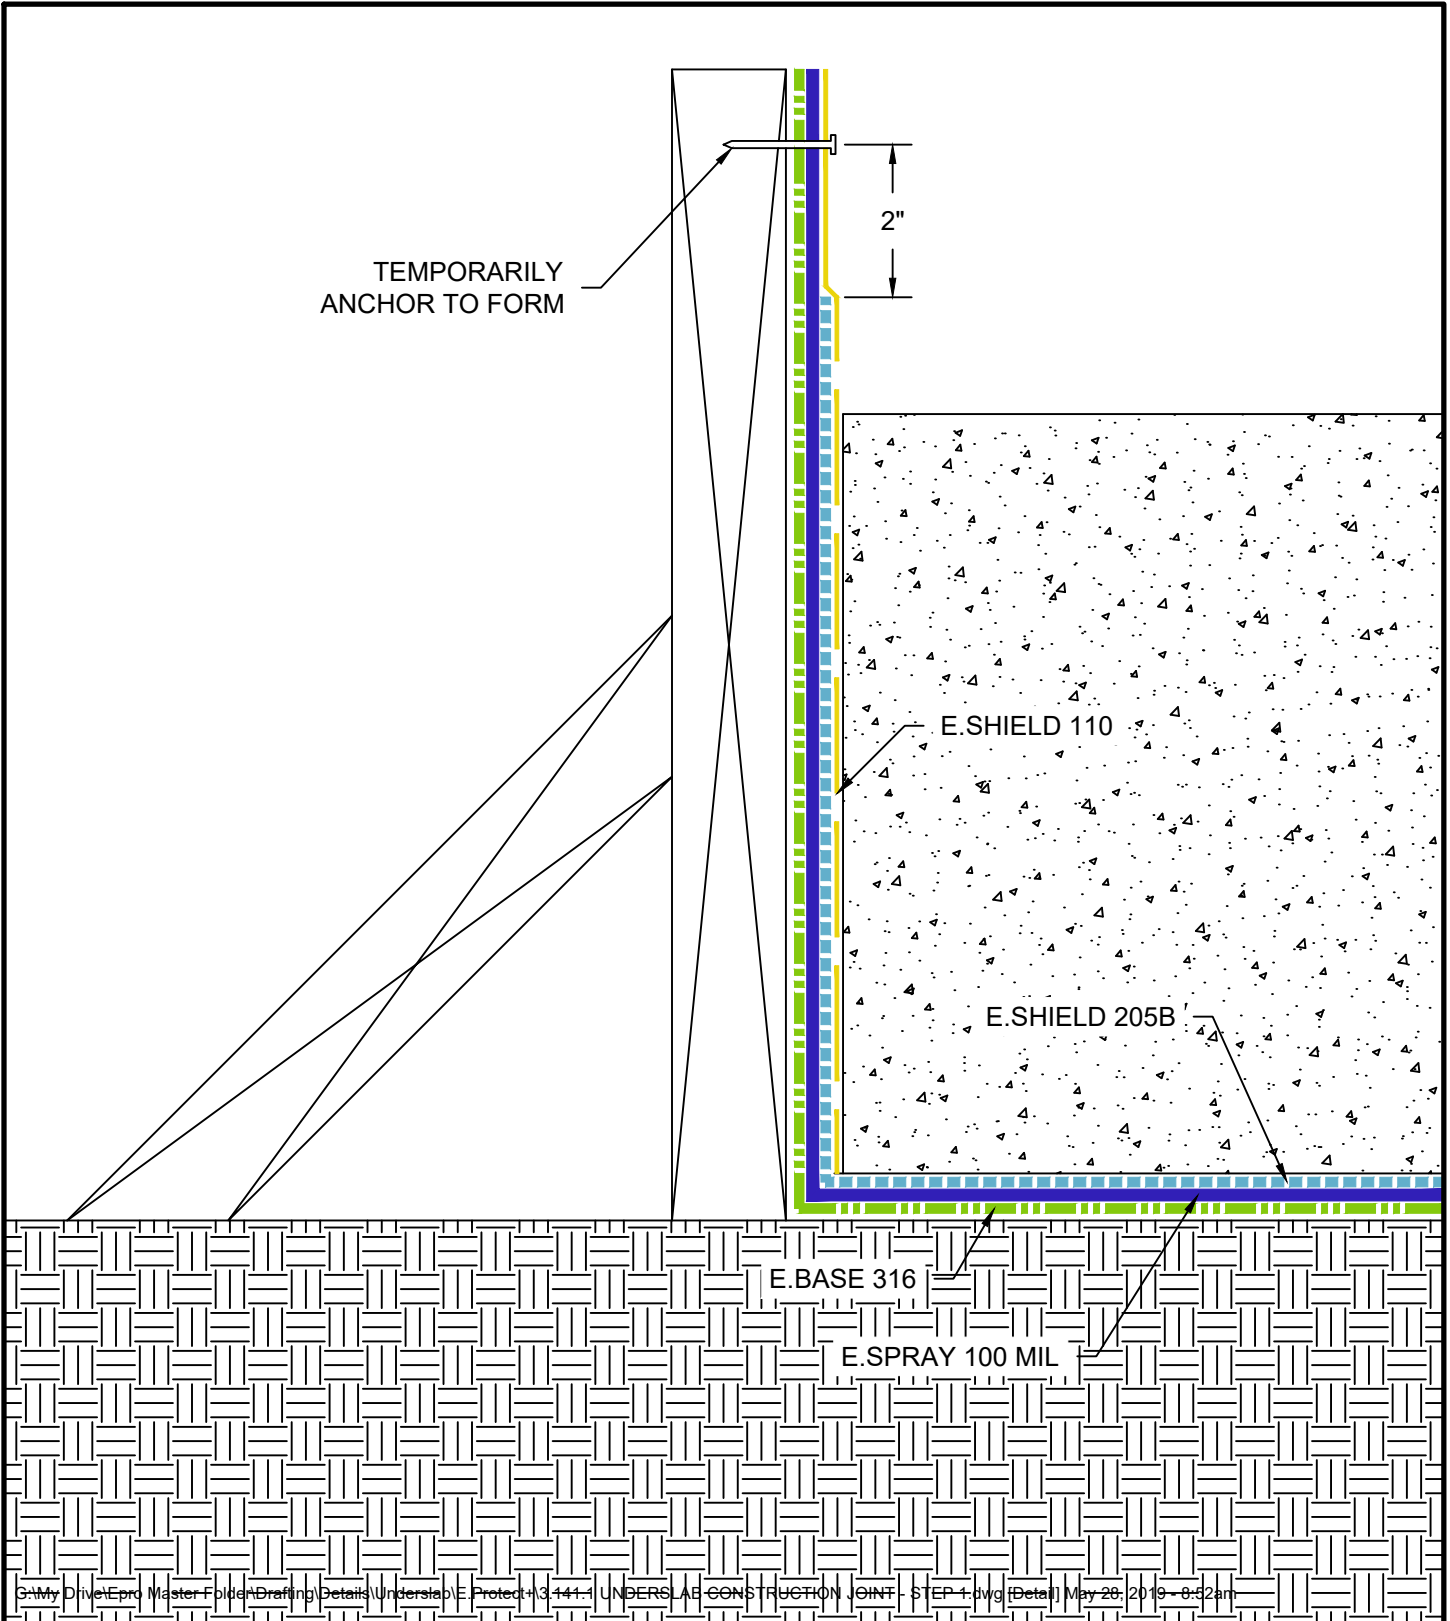 2"
TEMPORARILY
ANCHOR TO FORM
E.SHIELD 110
E.SHIELD 205B
E.BASE 316
E.SPRAY 100 MIL
G:\My Drive\Epro Master Folder\Drafting\Details\Underslab\E.Protect+\3.141.1 UNDERSLAB CONSTRUCTION JOINT - STEP 1.dwg [Detail] May 28, 2019 - 8:52am